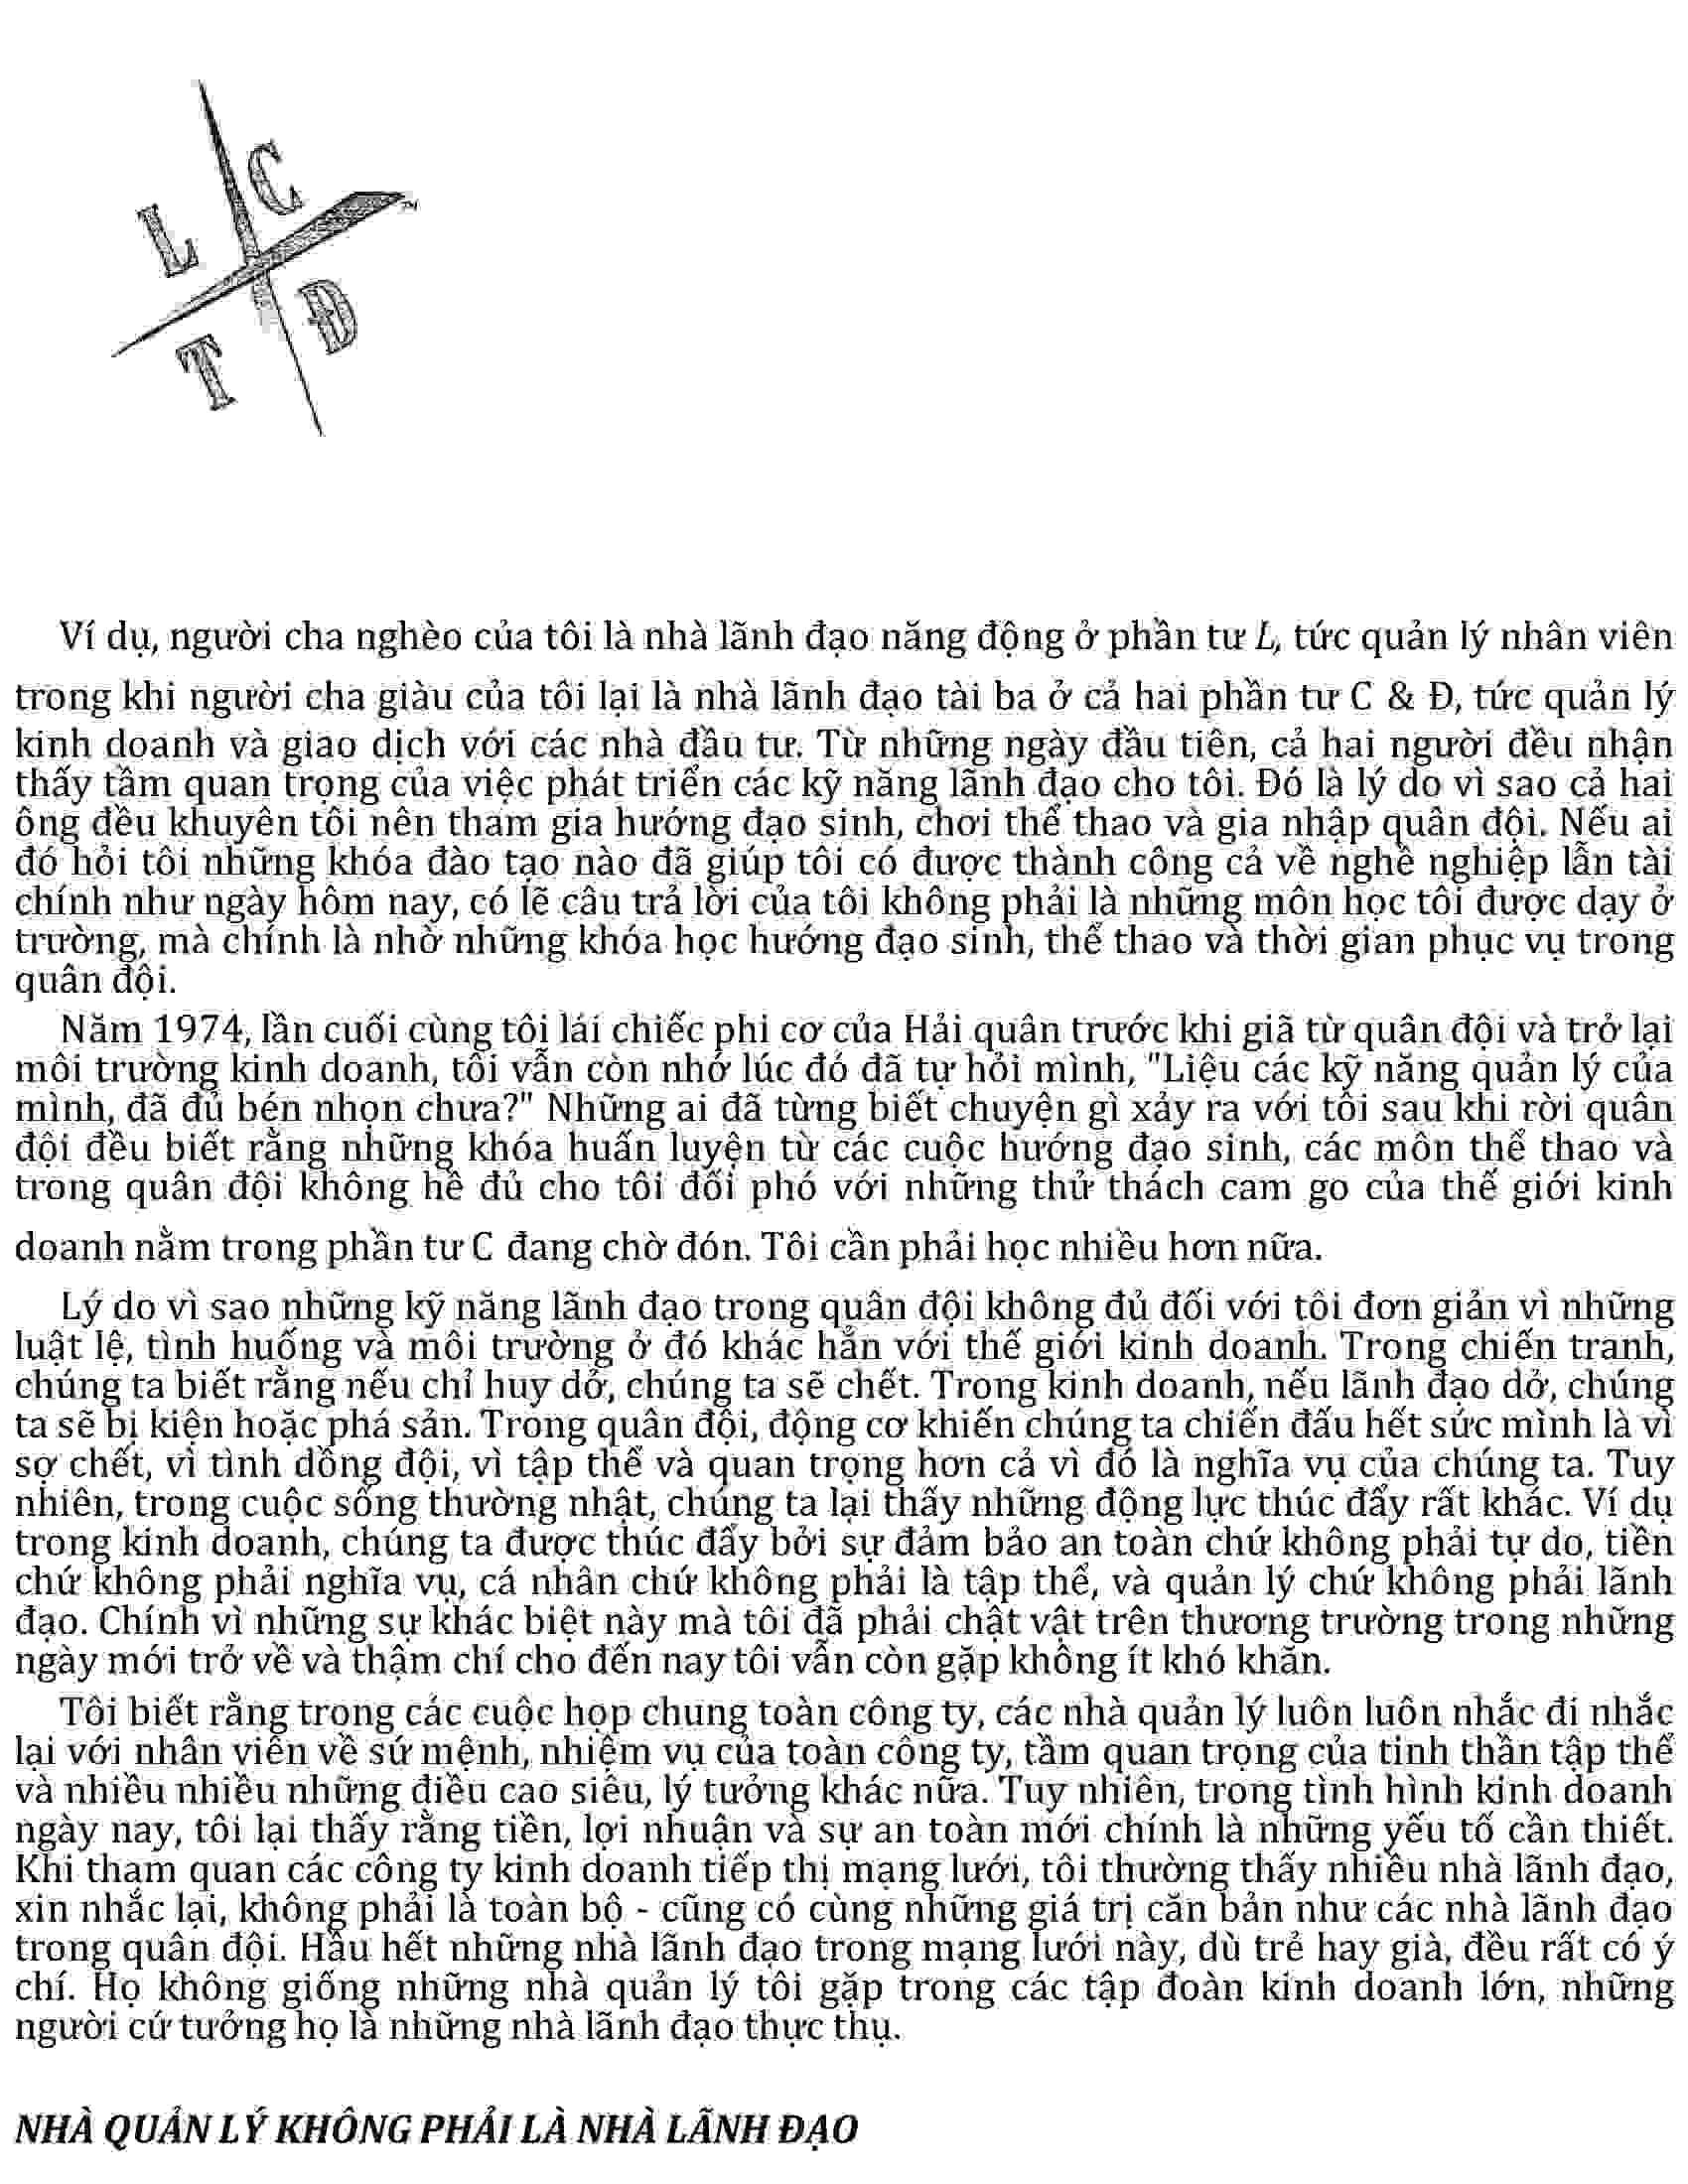 L C
T Đ
TM
Ví dụ, người cha nghèo của tôi là nhà lãnh đạo năng động ở phần tư L, tức quản lý nhân viên
trong khi người cha giàu của tôi lại là nhà lãnh đạo tài ba ở cả hai phần tư C & Đ, tức quản lý
kinh doanh và giao dịch với các nhà đầu tư. Từ những ngày đầu tiên, cả hai người đều nhận
thấy tầm quan trọng của việc phát triển các kỹ năng lãnh đạo cho tôi. Đó là lý do vì sao cả hai
ông đều khuyên tôi nên tham gia hướng đạo sinh, chơi thể thao và gia nhập quân đội. Nếu ai
đó hỏi tôi những khóa đào tạo nào đã giúp tôi có được thành công cả về nghề nghiệp lẫn tài
chính như ngày hôm nay, có lẽ câu trả lời của tôi không phải là những môn học tôi được dạy ở
trường, mà chính là nhờ những khóa học hướng đạo sinh, thể thao và thời gian phục vụ trong
quân đội.
Năm 1974, lần cuối cùng tôi lái chiếc phi cơ của Hải quân trước khi giã từ quân đội và trở lại
môi trường kinh doanh, tôi vẫn còn nhớ lúc đó đã tự hỏi mình, "Liệu các kỹ năng quản lý của
mình, đã đủ bén nhọn chưa?" Những ai đã từng biết chuyện gì xảy ra với tôi sau khi rời quân
đội đều biết rằng những khóa huấn luyện từ các cuộc hướng đạo sinh, các môn thể thao và
trong quân đội không hề đủ cho tôi đối phó với những thử thách cam go của thế giới kinh
doanh nằm trong phần tư C đang chờ đón. Tôi cần phải học nhiều hơn nữa.
Lý do vì sao những kỹ năng lãnh đạo trong quân đội không đủ đối với tôi đơn giản vì những
luật lệ, tình huống và môi trường ở đó khác hẳn với thế giới kinh doanh. Trong chiến tranh,
chúng ta biết rằng nếu chỉ huy dở, chúng ta sẽ chết. Trong kinh doanh, nếu lãnh đạo dở, chúng
ta sẽ bị kiện hoặc phá sản. Trong quân đội, động cơ khiến chúng ta chiến đấu hết sức mình là vì
sợ chết, vì tình đồng đội, vì tập thể và quan trọng hơn cả vì đó là nghĩa vụ của chúng ta. Tuy
nhiên, trong cuộc sống thường nhật, chúng ta lại thấy những động lực thúc đẩy rất khác. Ví dụ
trong kinh doanh, chúng ta được thúc đẩy bởi sự đảm bảo an toàn chứ không phải tự do, tiền
chứ không phải nghĩa vụ, cá nhân chứ không phải là tập thể, và quản lý chứ không phải lãnh
đạo. Chính vì những sự khác biệt này mà tôi đã phải chật vật trên thương trường trong những
ngày mới trở về và thậm chí cho đến nay tôi vẫn còn gặp không ít khó khăn.
Tôi biết rằng trong các cuộc họp chung toàn công ty, các nhà quản lý luôn luôn nhắc đi nhắc
lại với nhân viên về sứ mệnh, nhiệm vụ của toàn công ty, tầm quan trọng của tinh thần tập thể
và nhiều nhiều những điều cao siêu, lý tưởng khác nữa. Tuy nhiên, trong tình hình kinh doanh
ngày nay, tôi lại thấy rằng tiền, lợi nhuận và sự an toàn mới chính là những yếu tố cần thiết.
Khi tham quan các công ty kinh doanh tiếp thị mạng lưới, tôi thường thấy nhiều nhà lãnh đạo,
xin nhắc lại, không phải là toàn bộ - cũng có cùng những giá trị căn bản như các nhà lãnh đạo
trong quân đội. Hầu hết những nhà lãnh đạo trong mạng lưới này, dù trẻ hay già, đều rất có ý
chí. Họ không giống những nhà quản lý tôi gặp trong các tập đoàn kinh doanh lớn, những
người cứ tưởng họ là những nhà lãnh đạo thực thụ.
NHÀ QUẢN LÝ KHÔNG PHẢI LÀ NHÀ LÃNH ĐẠO